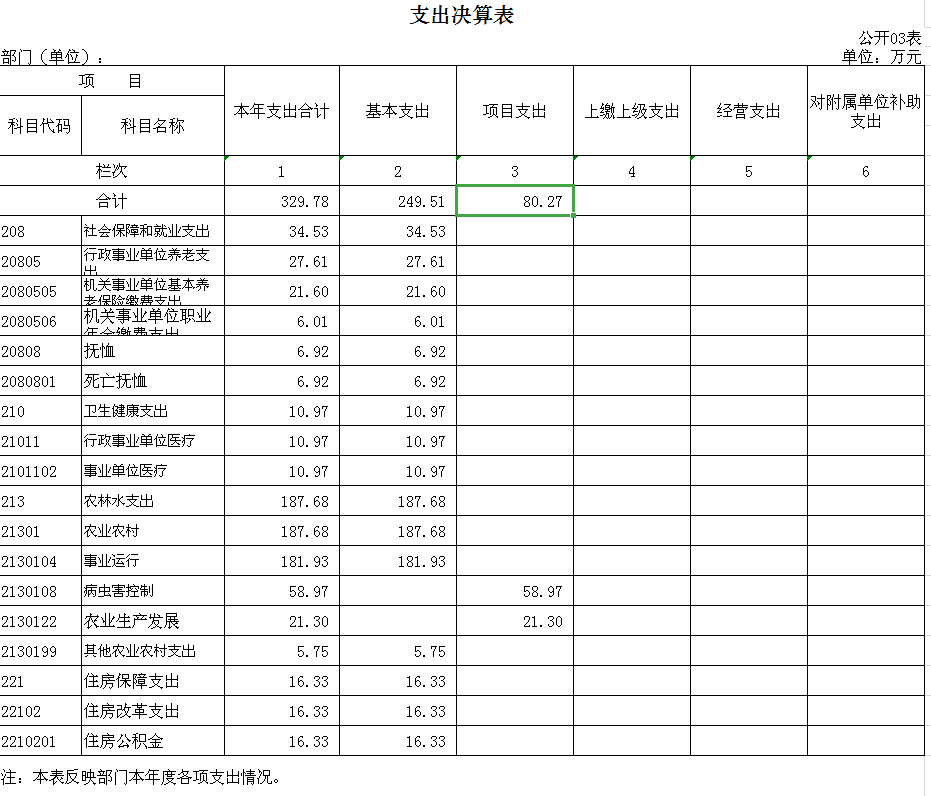 支出决算表
公开03表
部门（单位）： 单位：万元
项 目 本年支出合计 基本支出 项目支出 上缴上级支出 经营支出 对附属单位补助
支出
科目代码 科目名称
栏次 1 2 3 4 5 6
合计 329.78 249.51 80.27
208 社会保障和就业支出 34.53 34.53
20805 行政事业单位养老支
出 27.61 27.61
2080505 机关事业单位基本养
老保险缴费支出 21.60 21.60
2080506 机关事业单位职业
年金缴费支出 6.01 6.01
20808 抚恤 6.92 6.92
2080801 死亡抚恤 6.92 6.92
210 卫生健康支出 10.97 10.97
21011 行政事业单位医疗 10.97 10.97
2101102 事业单位医疗 10.97 10.97
213 农林水支出 187.68 187.68
21301 农业农村 187.68 187.68
2130104 事业运行 181.93 181.93
2130108 病虫害控制 58.97 58.97
2130122 农业生产发展 21.30 21.30
2130199 其他农业农村支出 5.75 5.75
221 住房保障支出 16.33 16.33
22102 住房改革支出 16.33 16.33
2210201 住房公积金 16.33 16.33
注：本表反映部门本年度各项支出情况。